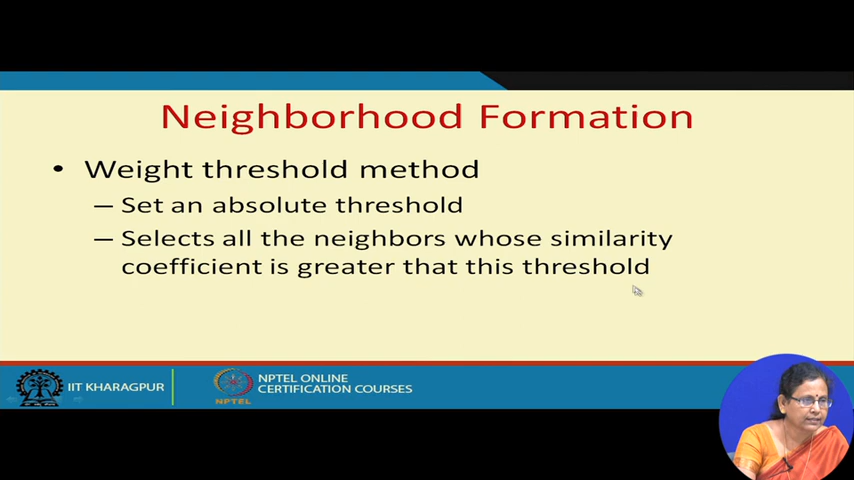 Neighborhood Formation
• Weight threshold method
– Set an absolute threshold
– Selects all the neighbors whose similarity
coefficient is greater that this threshold
IIT KHARAGPUR
NPTEL
NPTEL ONLINE
CERTIFICATION COURSES